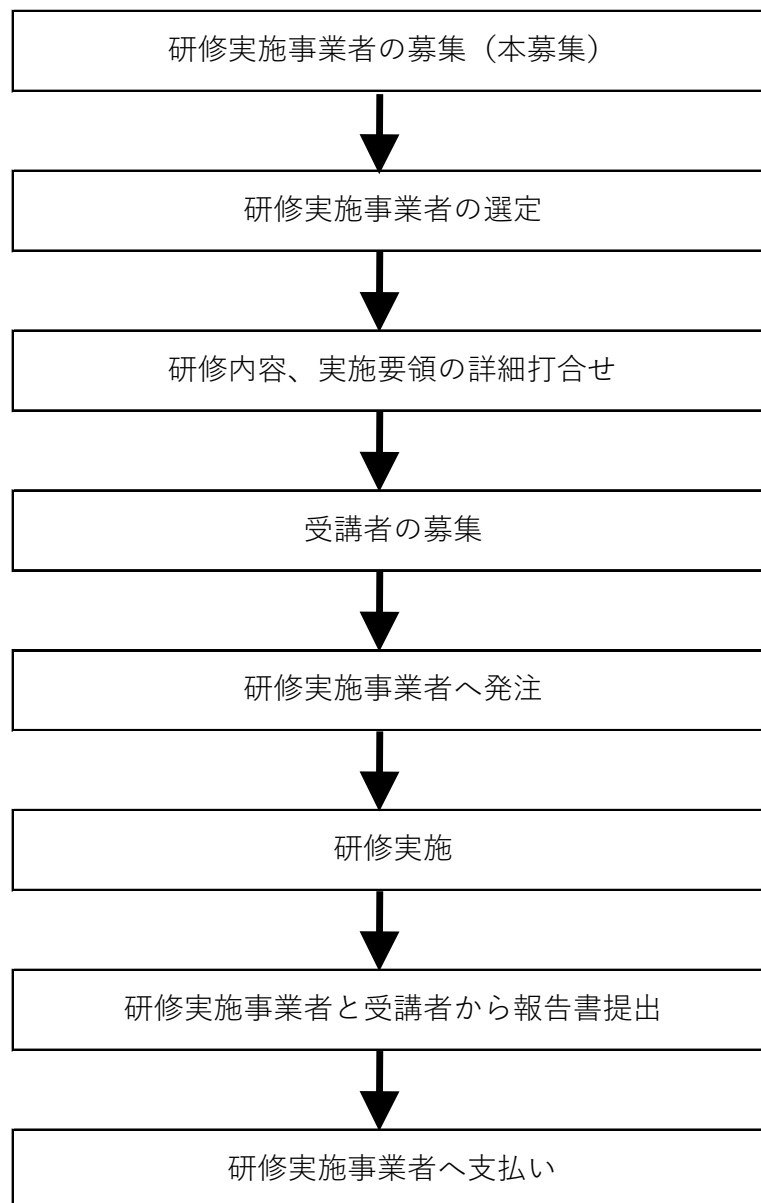 研修実施事業者の募集（本募集）
研修実施事業者の選定
研修内容、実施要領の詳細打合せ
受講者の募集
研修実施事業者へ発注
研修実施
研修実施事業者と受講者から報告書提出
研修実施事業者へ支払い